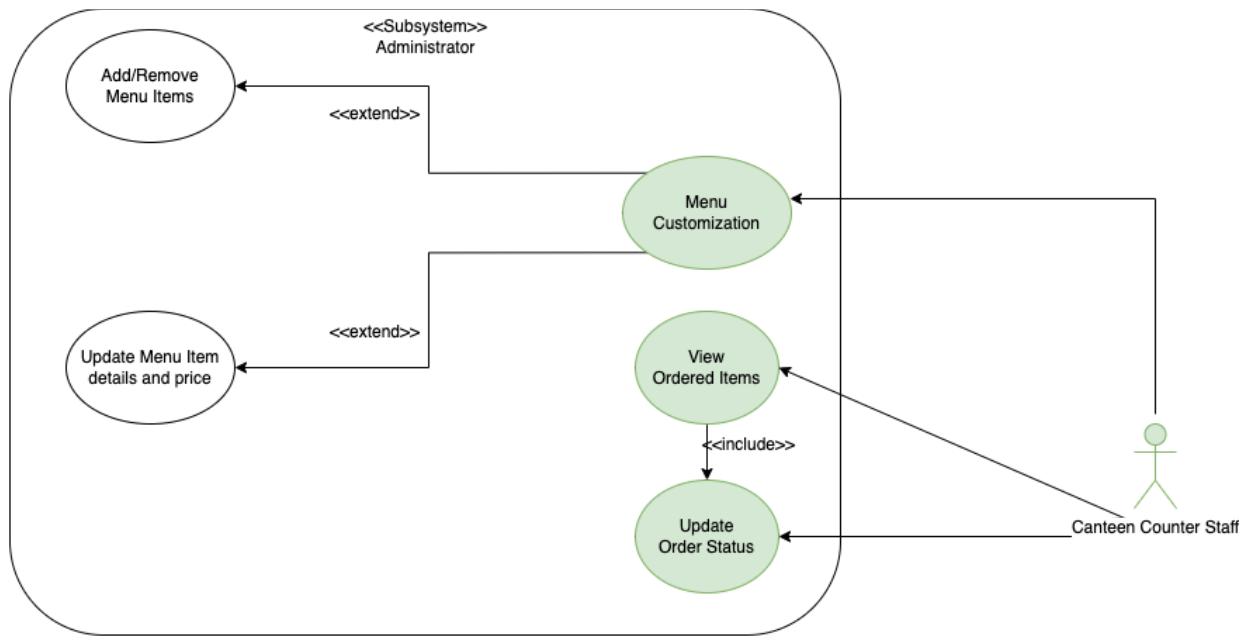 <<Subsystem>>
Administrator
Add/Remove
Menu Items
<<extend>>
Menu
Customization
<<extend>>
Update Menu Item
details and price
View
Ordered Items
<<include>>
Update
Order Status
Canteen Counter Staff